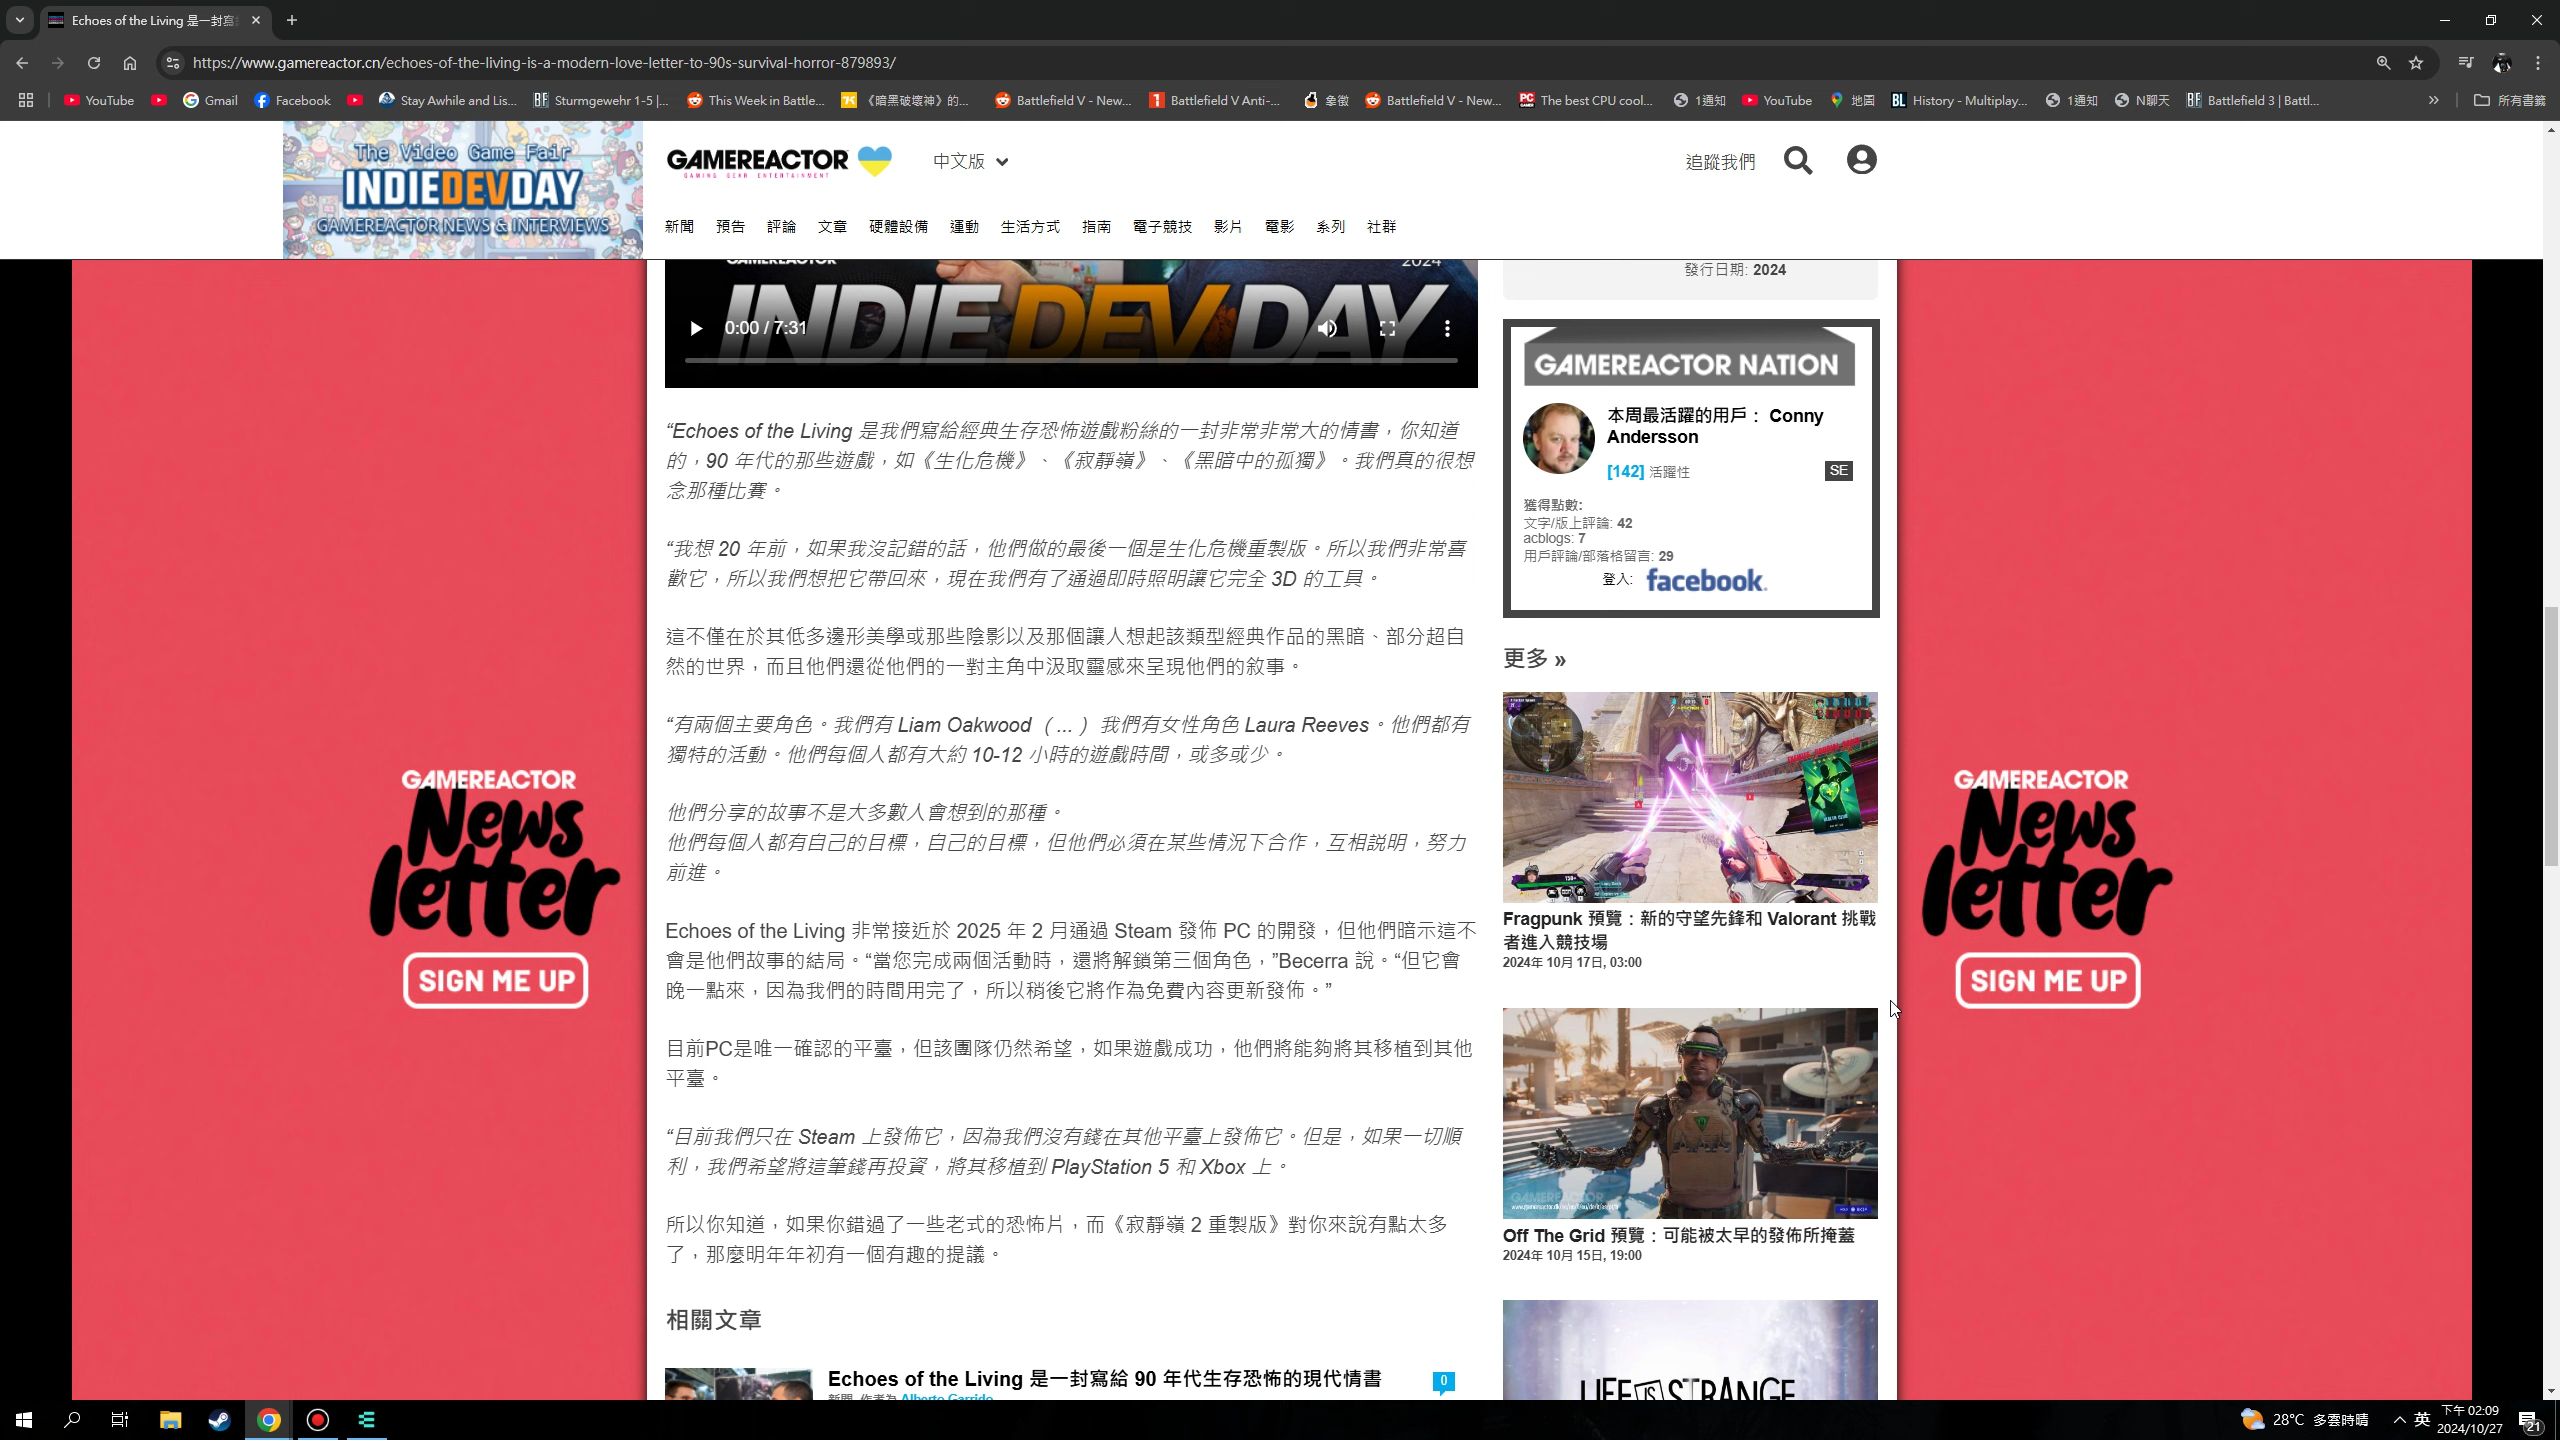 Echoes of the Living 是一封寫
https://www.gamereactor.cn/echoes-of-the-living-is-a-modern-love-letter-to-90s-survival-horror-879893/
YouTube
Gmail
Facebook
Stay Awhile and Lis...
Sturmgewehr 1-5 |...
This Week in Battle...
《暗黑破壞神》的...
Battlefield V - New...
Battlefield V Anti-...
象徵
Battlefield V - New...
The best CPU cool...
1通知
YouTube
地圖
History - Multiplay...
1通知
N聊天
Battlefield 3 | Battl...
所有書籤
The Video Game Fair
INDIEDEVDAY
GAMEREACTOR NEWS & INTERVIEWS
GAMEREACTOR
GAMING GEAR ENTERTAINMENT
中文版
追蹤我們
新聞 預告 評論 文章 硬體設備 運動 生活方式 指南 電子競技 影片 電影 系列 社群
GAMEREACTOR
2024
INDIE DEV DAY
0:00 / 7:31
“Echoes of the Living 是我們寫給經典生存恐怖遊戲粉絲的一封非常非常大的情書，你知道
的，90 年代的那些遊戲，如《生化危機》、《寂靜嶺》、《黑暗中的孤獨》。我們真的很想
念那種比賽。
“我想 20 年前，如果我沒記錯的話，他們做的最後一個是生化危機重製版。所以我們非常喜
歡它，所以我們想把它帶回來，現在我們有了通過即時照明讓它完全 3D 的工具。
這不僅在於其低多邊形美學或那些陰影以及那個讓人想起該類型經典作品的黑暗、部分超自
然的世界，而且他們還從他們的一對主角中汲取靈感來呈現他們的敘事。
“有兩個主要角色。我們有 Liam Oakwood （...） 我們有女性角色 Laura Reeves。他們都有
獨特的活動。他們每個人都有大約 10-12 小時的遊戲時間，或多或少。
他們分享的故事不是大多數人會想到的那種。
他們每個人都有自己的目標，自己的目標，但他們必須在某些情況下合作，互相説明，努力
前進。
Echoes of the Living 非常接近於 2025 年 2 月通過 Steam 發佈 PC 的開發，但他們暗示這不
會是他們故事的結局。“當您完成兩個活動時，還將解鎖第三個角色，”Becerra 說。“但它會
晚一點來，因為我們的時間用完了，所以稍後它將作為免費內容更新發佈。”
目前PC是唯一確認的平臺，但該團隊仍然希望，如果遊戲成功，他們將能夠將其移植到其他
平臺。
“目前我們只在 Steam 上發佈它，因為我們沒有錢在其他平臺上發佈它。但是，如果一切順
利，我們希望將這筆錢再投資，將其移植到 PlayStation 5 和 Xbox 上。
所以你知道，如果你錯過了一些老式的恐怖片，而《寂靜嶺 2 重製版》對你來說有點太多
了，那麼明年年初有一個有趣的提議。
相關文章
Echoes of the Living 是一封寫給 90 年代生存恐怖的現代情書
0
新聞. 作者為 Alberto Garrido
發行日期: 2024
GAMEREACTOR NATION
本周最活躍的用戶： Conny
Andersson
[142] 活躍性
SE
獲得點數:
文字/版上評論: 42
acblogs: 7
用戶評論/部落格留言: 29
登入: facebook.
更多 »
Fragpunk 預覽：新的守望先鋒和 Valorant 挑戰
者進入競技場
2024年 10月 17日, 03:00
GAMEREACTOR
Off The Grid 預覽：可能被太早的發佈所掩蓋
2024年 10月 15日, 19:00
LIFE IS STRANGE
GAMEREACTOR
News
letter
SIGN ME UP
GAMEREACTOR
News
letter
SIGN ME UP
28°C 多雲時晴
英
下午 02:09
2024/10/27
21